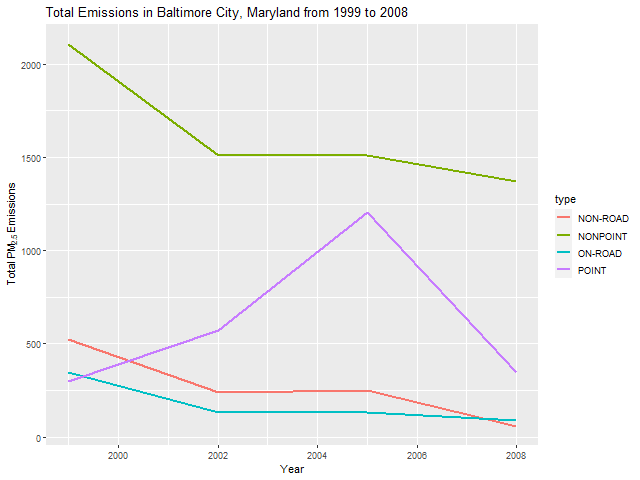 Total Emissions in Baltimore City, Maryland from 1999 to 2008
2000
1500
1000
500
0
Total PM2.5 Emissions
2000 2002 2004 2006 2008
Year
type
NON-ROAD
NONPOINT
ON-ROAD
POINT